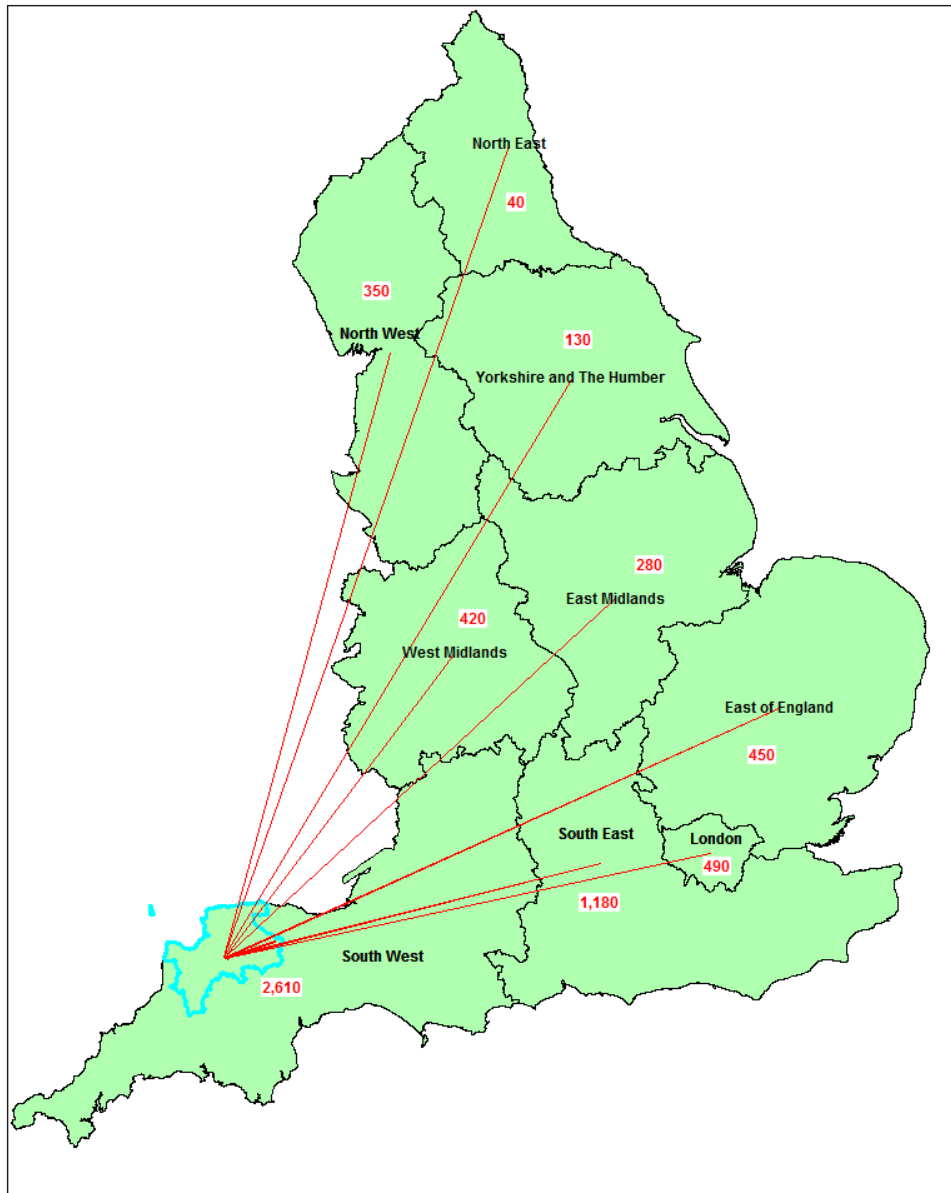 North East
40
350
North West
130
Yorkshire and The Humber
280
East Midlands
420
West Midlands
East of England
450
South East
London
490
1,180
South West
2,610